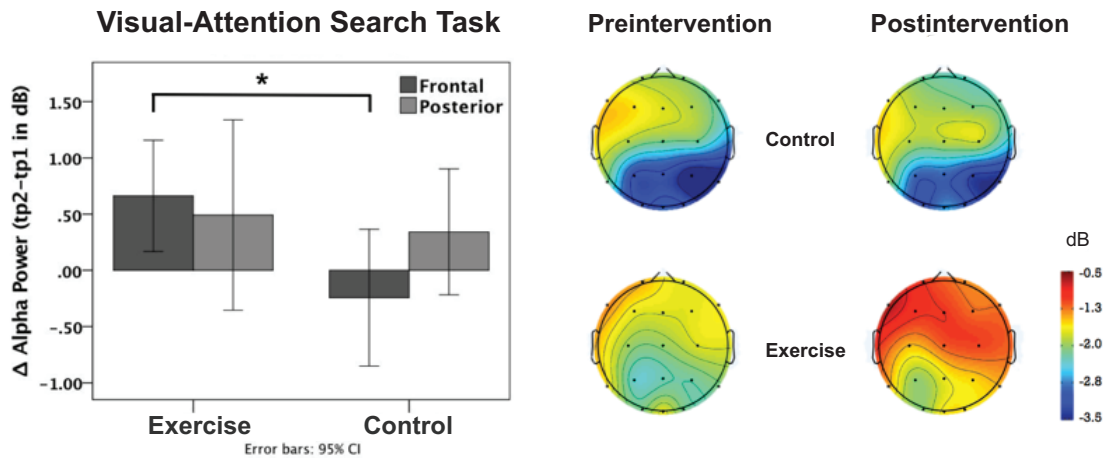 Visual-Attention Search Task
Preintervention
Postintervention
*
Frontal
Posterior
Δ Alpha Power (tp2-tp1 in dB)
1.50
1.00
.50
.00
-.50
-1.00
Exercise
Control
Error bars: 95% CI
Control
Exercise
dB
-0.5
-1.3
-2.0
-2.8
-3.5